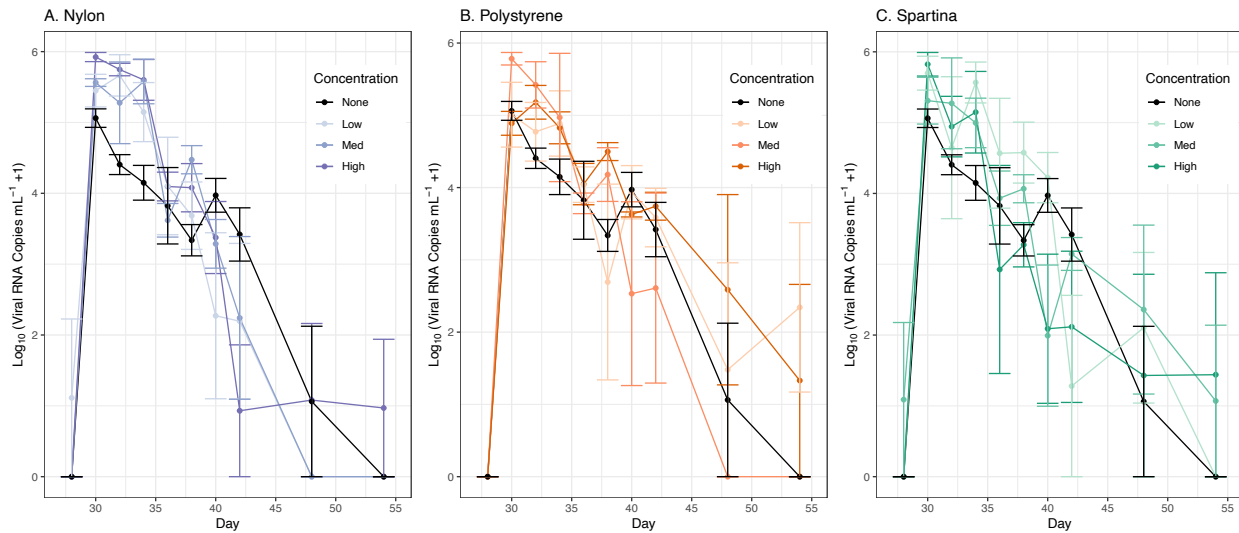 A. Nylon
Log₁₀ (Viral RNA Copies mL⁻¹ +1)
6
4
2
0
Concentration
None
Low
Med
High
30 35 40 45 50 55
Day
B. Polystyrene
Log₁₀ (Viral RNA Copies mL⁻¹ +1)
6
4
2
0
Concentration
None
Low
Med
High
30 35 40 45 50 55
Day
C. Spartina
Log₁₀ (Viral RNA Copies mL⁻¹ +1)
6
4
2
0
Concentration
None
Low
Med
High
30 35 40 45 50 55
Day